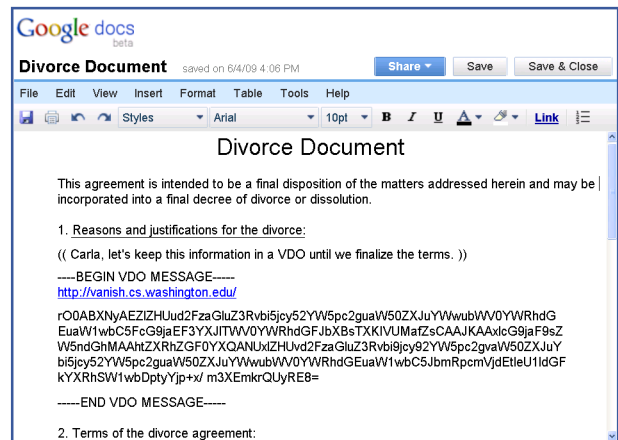 Google docs
beta
Divorce Document saved on 6/4/09 4:06 PM Share Save Save & Close
File Edit View Insert Format Table Tools Help
Styles Arial 10pt B I U A Link
Divorce Document
This agreement is intended to be a final disposition of the matters addressed herein and may be
incorporated into a final decree of divorce or dissolution.
1. Reasons and justifications for the divorce:
(( Carla, let's keep this information in a VDO until we finalize the terms. ))
----BEGIN VDO MESSAGE-----
http://vanish.cs.washington.edu/
rO0ABXNyAEZlZHUud2FzaGluZ3Rvbi5jcy52YW5pc2guaW50ZXJuYWwubWV0YWRhdG
EuaW1wbC5FcG9jaEF3YXJlTWV0YWRhdGFJbXBsTXKIVUMafZsCAAJKAAxlcG9jaF9sZ
W5ndGhMAAhtZXRhZGF0YXQANUxlZHUvd2FzaGluZ3Rvbi9jcy92YW5pc2gvaW50ZXJuY
bi5jcy52YW5pc2guaW50ZXJuYWwubWV0YWRhdGEuaW1wbC5JbmRpcmVjdEtleU1ldGF
kYXRhSW1wbDptyYjp+x/ m3XEmkrQUyRE8=
-----END VDO MESSAGE-----
2. Terms of the divorce agreement: